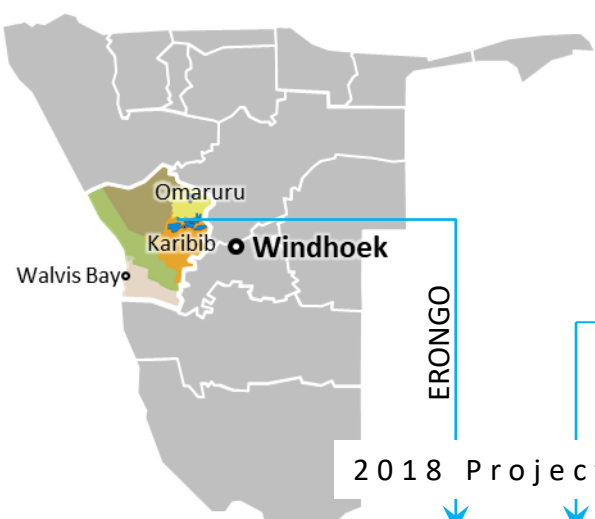 Omaruru
Karibib
Windhoek
Walvis Bay
ERONGO
2018 Projec